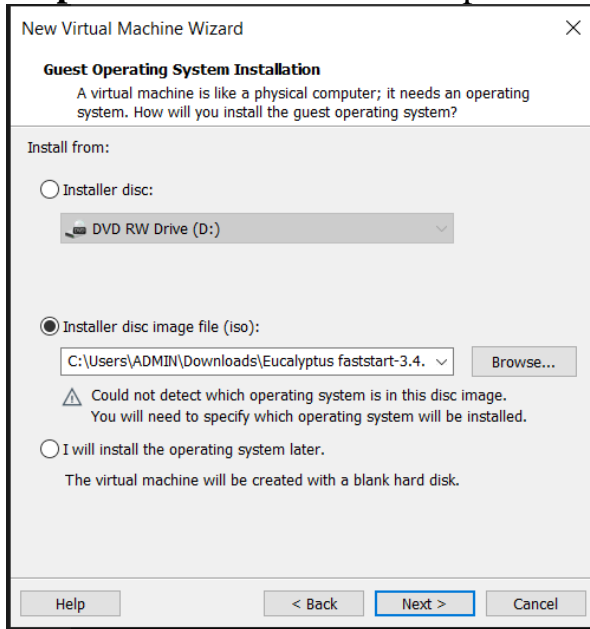 New Virtual Machine Wizard
Guest Operating System Installation
A virtual machine is like a physical computer; it needs an operating
system. How will you install the guest operating system?
Install from:
Installer disc:
DVD RW Drive (D:)
Installer disc image file (iso):
C:\Users\ADMIN\Downloads\Eucalyptus faststart-3.4. Browse...
Could not detect which operating system is in this disc image.
You will need to specify which operating system will be installed.
I will install the operating system later.
The virtual machine will be created with a blank hard disk.
Help < Back Next > Cancel